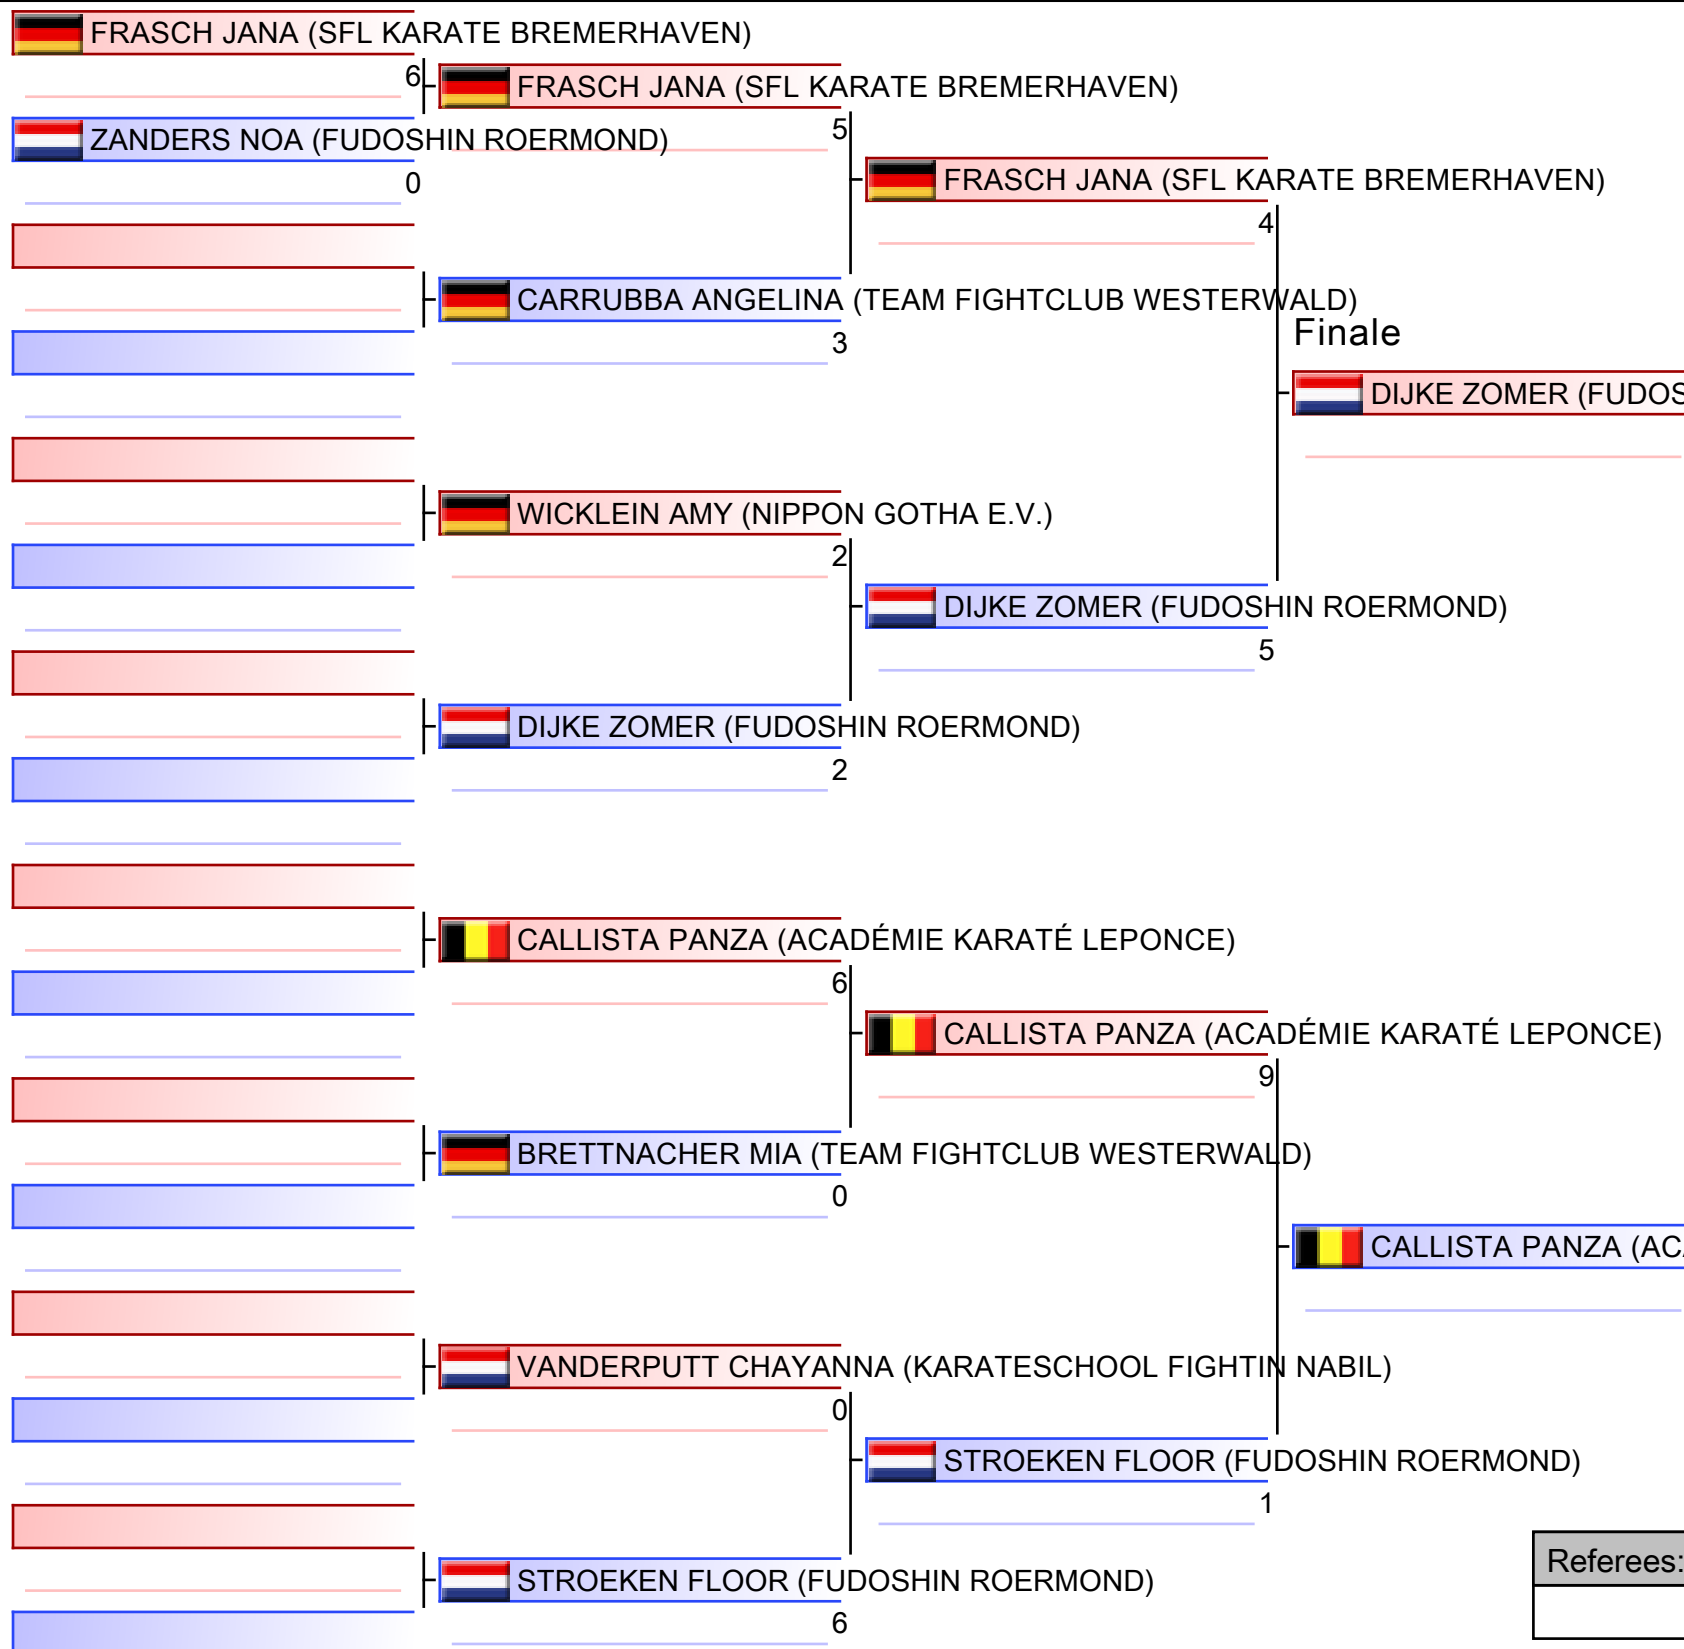 FRASCH JANA (SFL KARATE BREMERHAVEN)
6
FRASCH JANA (SFL KARATE BREMERHAVEN)
5
ZANDERS NOA (FUDOSHIN ROERMOND)
0
FRASCH JANA (SFL KARATE BREMERHAVEN)
4
CARRUBBA ANGELINA (TEAM FIGHTCLUB WESTERWALD)
3
Finale
DIJKE ZOMER (FUDOS
WICKLEIN AMY (NIPPON GOTHA E.V.)
2
DIJKE ZOMER (FUDOSHIN ROERMOND)
5
DIJKE ZOMER (FUDOSHIN ROERMOND)
2
CALLISTA PANZA (ACADÉMIE KARATÉ LEPONCE)
6
CALLISTA PANZA (ACADÉMIE KARATÉ LEPONCE)
9
BRETTNACHER MIA (TEAM FIGHTCLUB WESTERWALD)
0
CALLISTA PANZA (ACA
VANDERPUTT CHAYANNA (KARATESCHOOL FIGHTIN NABIL)
0
STROEKEN FLOOR (FUDOSHIN ROERMOND)
1
Referees:
STROEKEN FLOOR (FUDOSHIN ROERMOND)
6